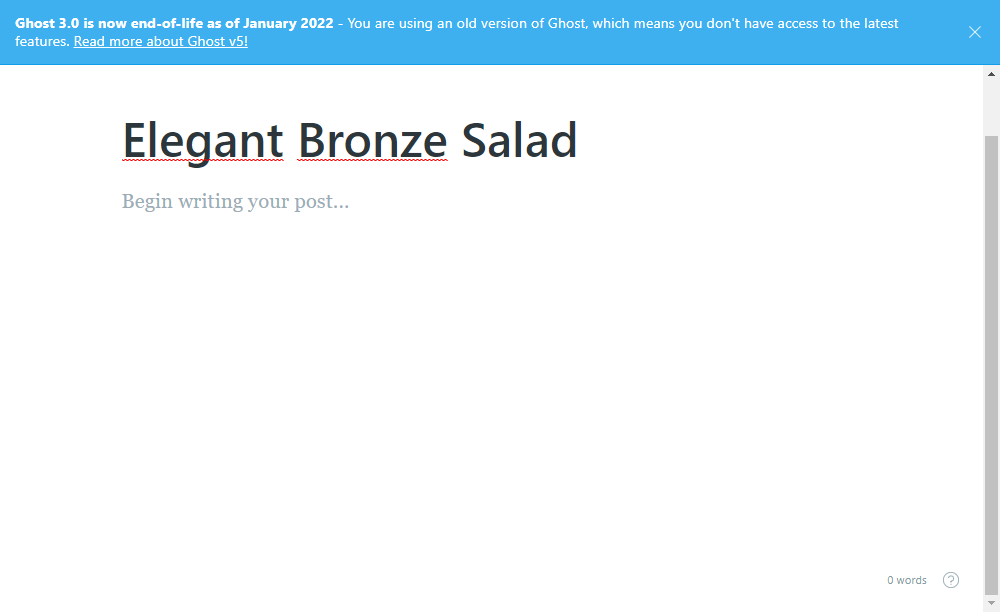 Ghost 3.0 is now end-of-life as of January 2022 - You are using an old version of Ghost, which means you don't have access to the latest
features. Read more about Ghost v5!
Elegant Bronze Salad
Begin writing your post...
0 words
?